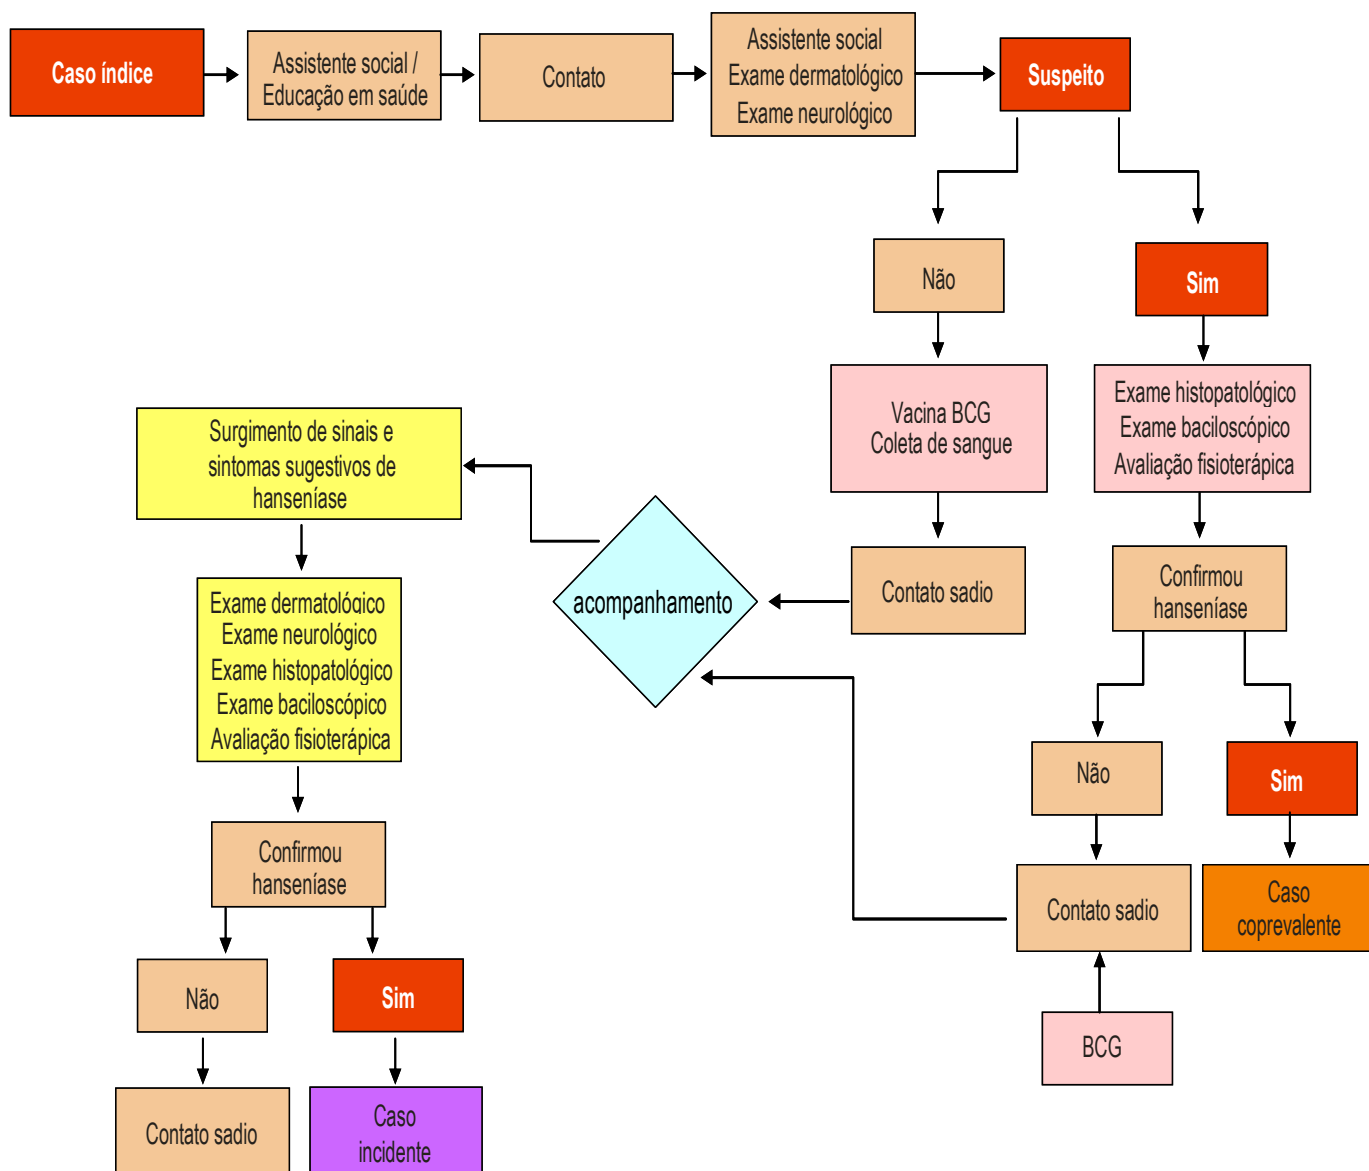 Caso índice
Assistente social /
Educação em saúde
Contato
Assistente social
Exame dermatológico
Exame neurológico
Suspeito
Não
Sim
Vacina BCG
Coleta de sangue
Exame histopatológico
Exame baciloscópico
Avaliação fisioterápica
Contato sadio
Confirmou
hanseníase
Não
Sim
Contato sadio
Caso
coprevalente
BCG
acompanhamento
Surgimento de sinais e
sintomas sugestivos de
hanseníase
Exame dermatológico
Exame neurológico
Exame histopatológico
Exame baciloscópico
Avaliação fisioterápica
Confirmou
hanseníase
Não
Sim
Contato sadio
Caso
incidente